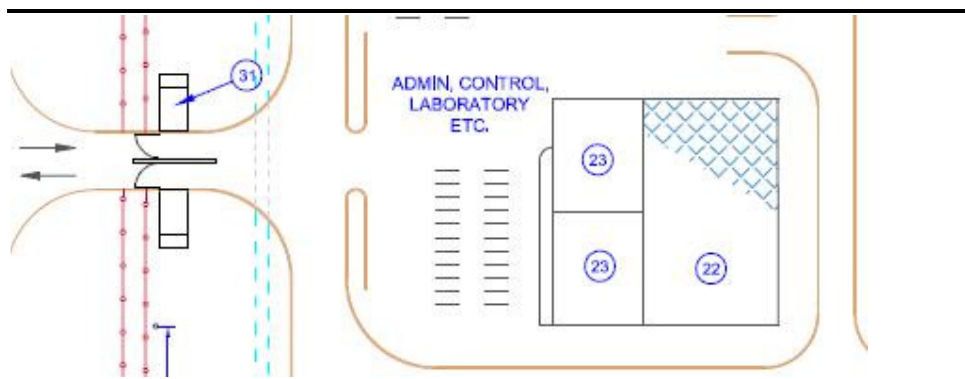 31
ADMIN, CONTROL,
LABORATORY
ETC.
23
23
22